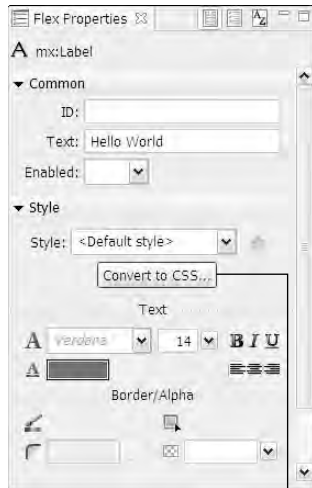 Flex Properties
A mx:Label
Common
ID:
Text: Hello World
Enabled:
Style
Style: <Default style>
Convert to CSS...
Text
A Verdana 14 B I U
A
Border/Alpha